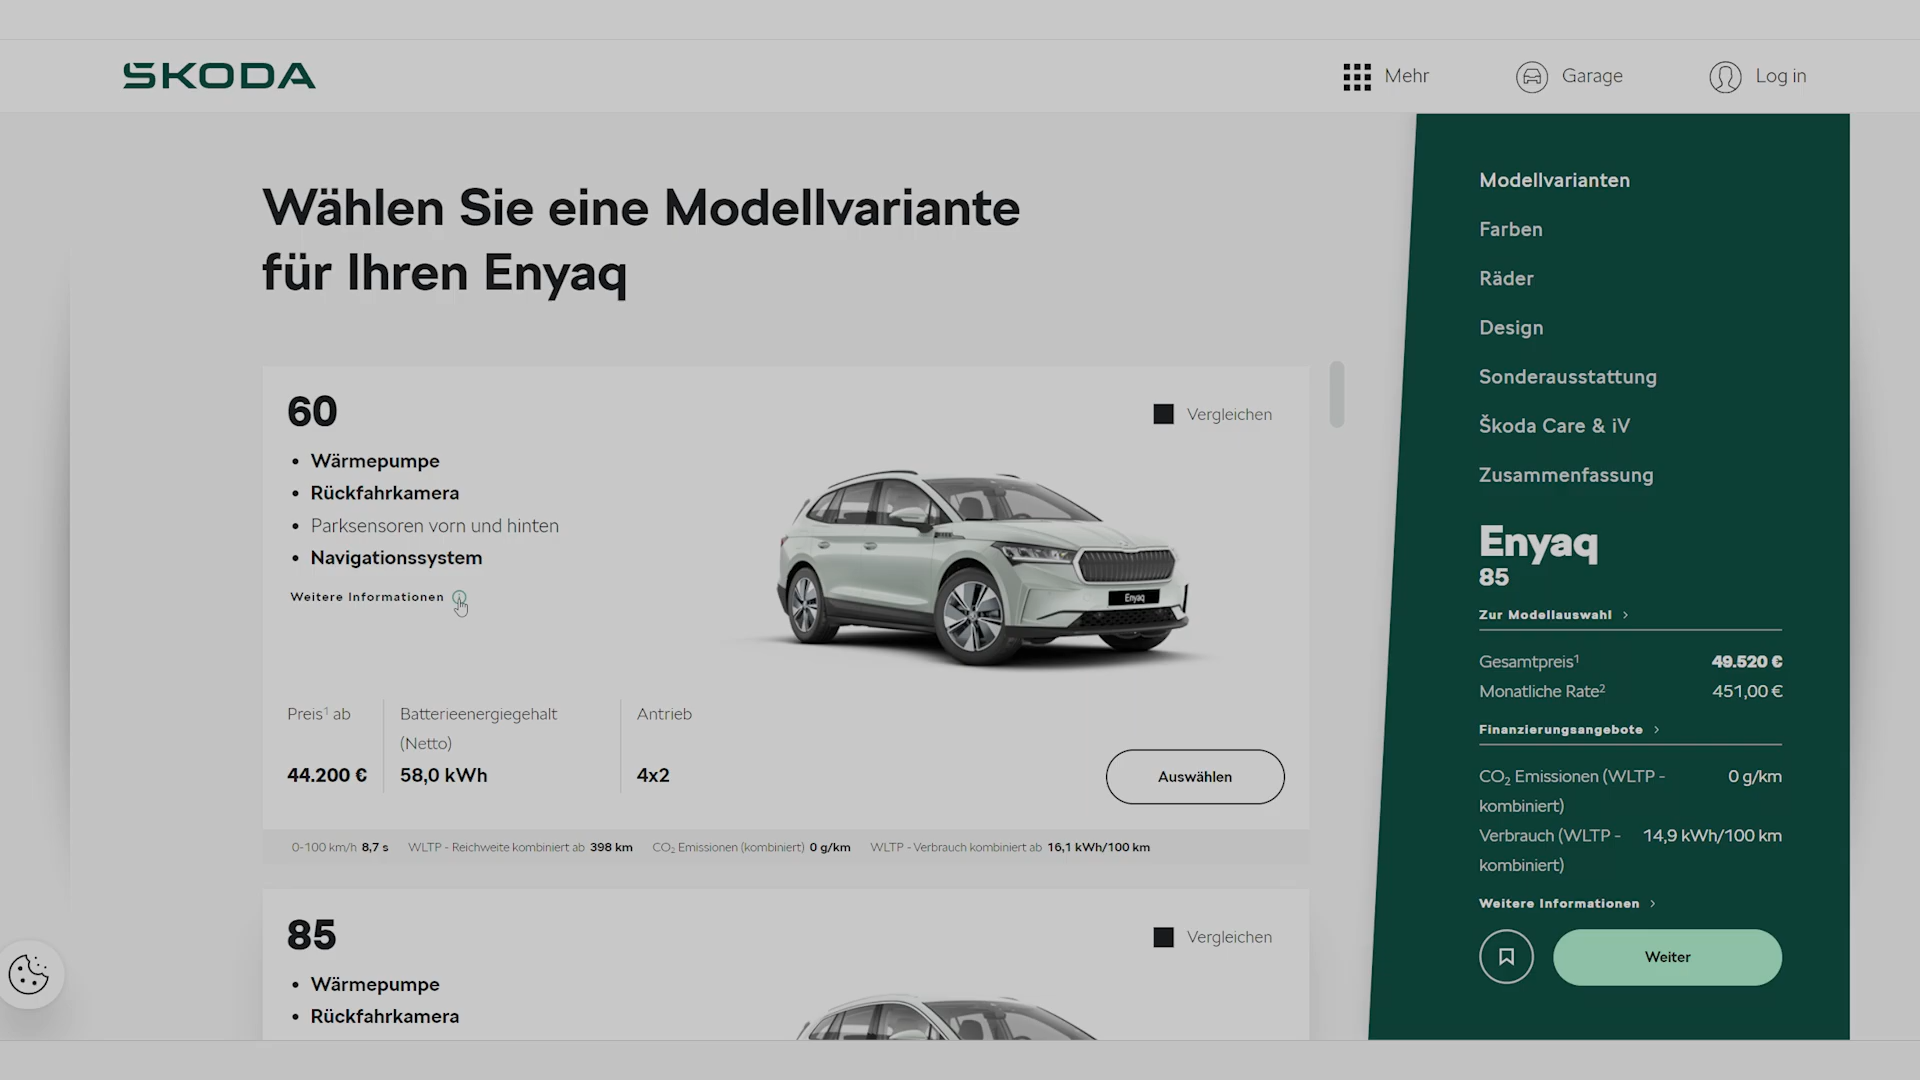 ŠKODA
Mehr
Garage
Log in
Wählen Sie eine Modellvariante
für Ihren Enyaq
60
Vergleichen
• Wärmepumpe
• Rückfahrkamera
• Parksensoren vorn und hinten
• Navigationssystem
Weitere Informationen
Enyaq
Preis¹ ab
44.200 €
Batterieenergiegehalt
(Netto)
58,0 kWh
Antrieb
4x2
Auswählen
0-100 km/h 8,7 s WLTP - Reichweite kombiniert ab 398 km CO₂ Emissionen (kombiniert) 0 g/km WLTP - Verbrauch kombiniert ab 16,1 kWh/100 km
85
Vergleichen
• Wärmepumpe
• Rückfahrkamera
Modellvarianten
Farben
Räder
Design
Sonderausstattung
Škoda Care & iV
Zusammenfassung
Enyaq
85
Zur Modellauswahl >
Gesamtpreis¹ 49.520 €
Monatliche Rate² 451,00 €
Finanzierungsangebote >
CO₂ Emissionen (WLTP - 0 g/km
kombiniert)
Verbrauch (WLTP - 14,9 kWh/100 km
kombiniert)
Weitere Informationen >
Weiter